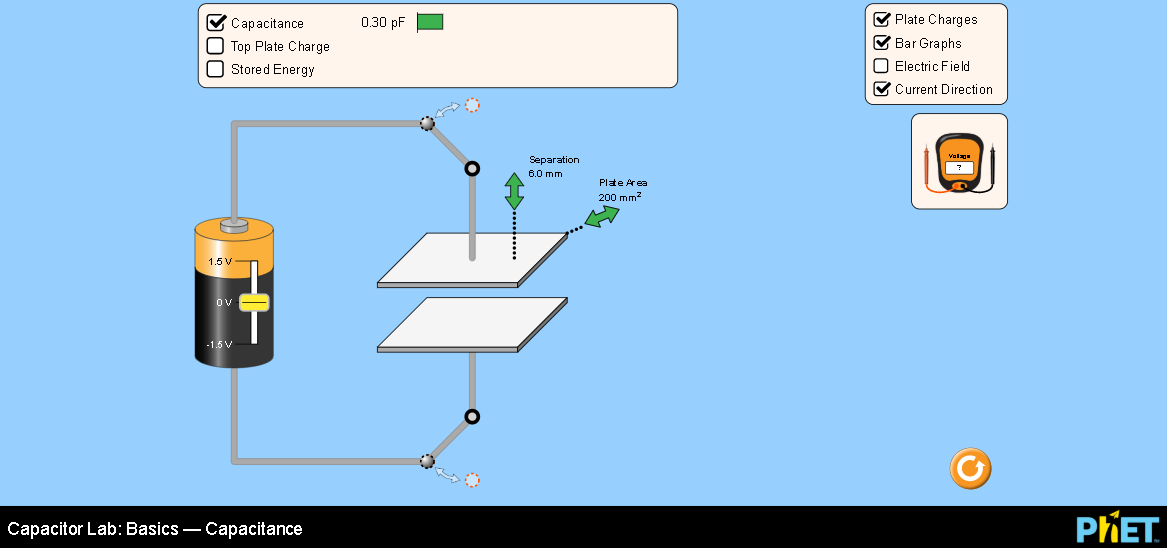 Capacitance 0.30 pF
Top Plate Charge
Stored Energy
Plate Charges
Bar Graphs
Electric Field
Current Direction
Voltage
?
Separation
6.0 mm
Plate Area
200 mm²
1.5 V
0 V
-1.5 V
Capacitor Lab: Basics — Capacitance
PhET